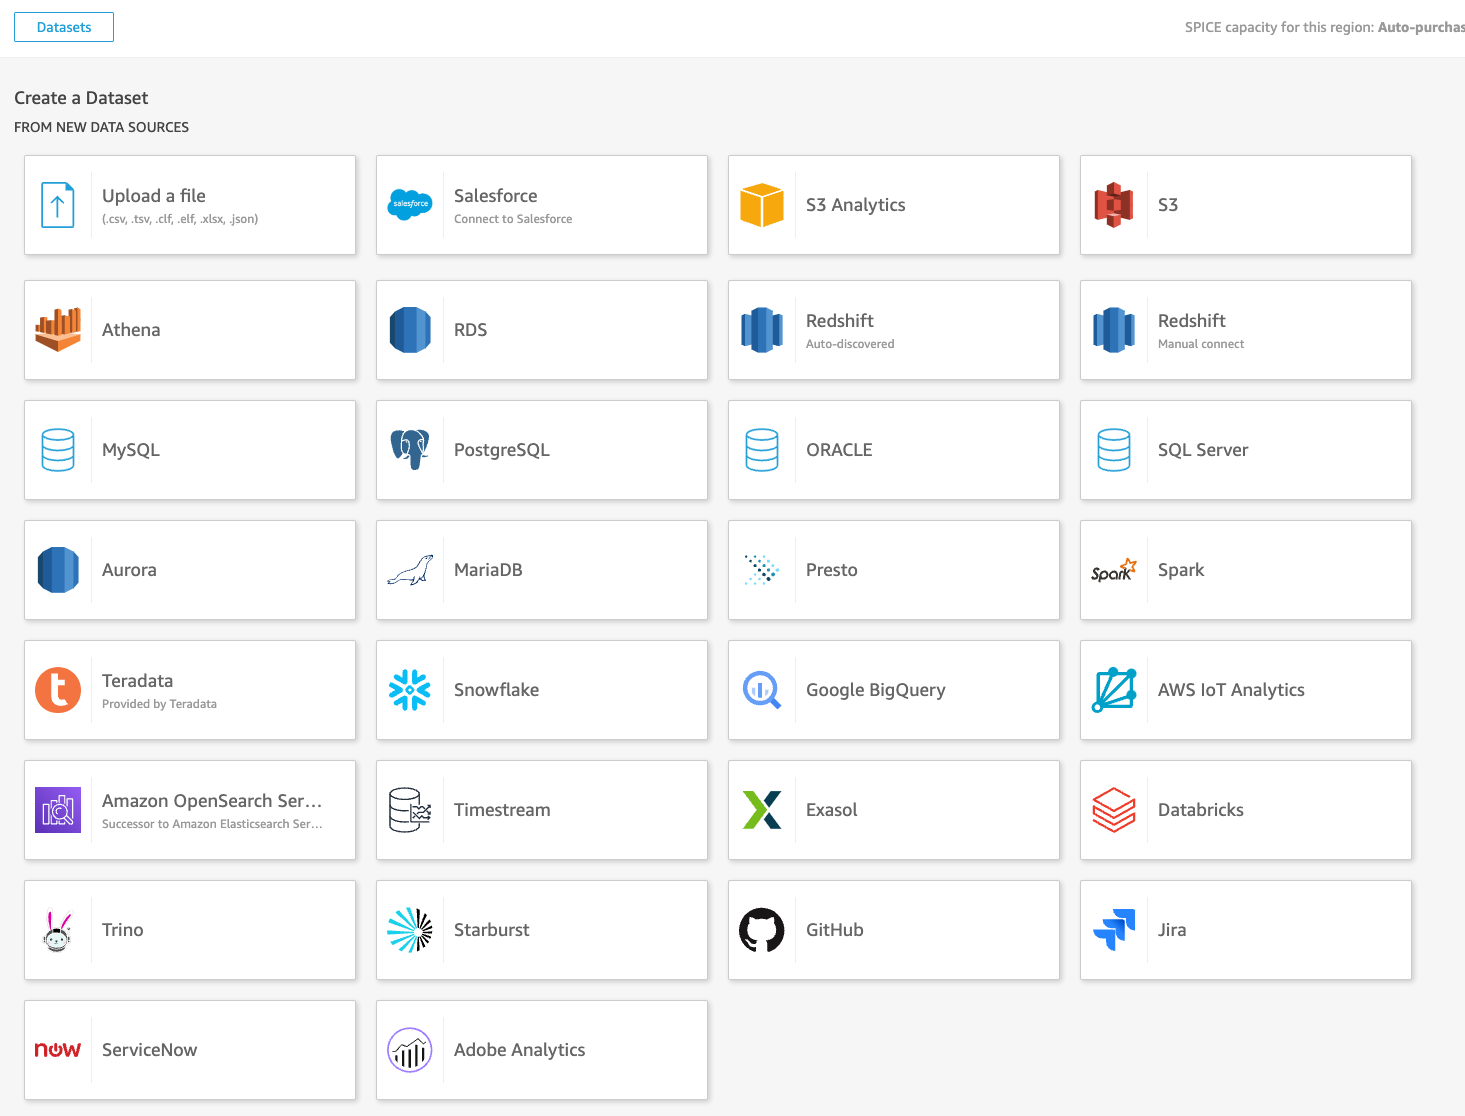 Datasets
SPICE capacity for this region: Auto-purchas
Create a Dataset
FROM NEW DATA SOURCES
Upload a file
(.csv, .tsv, .clf, .elf, .xlsx, .json)
salesforce
Salesforce
Connect to Salesforce
S3 Analytics
S3
Athena
RDS
Redshift
Auto-discovered
Redshift
Manual connect
MySQL
PostgreSQL
ORACLE
SQL Server
Aurora
MariaDB
Presto
Spark
Spark
t
Teradata
Provided by Teradata
Snowflake
Google BigQuery
AWS IoT Analytics
Amazon OpenSearch Ser...
Successor to Amazon Elasticsearch Ser...
Timestream
Exasol
Databricks
Trino
Starburst
GitHub
Jira
now
ServiceNow
Adobe Analytics